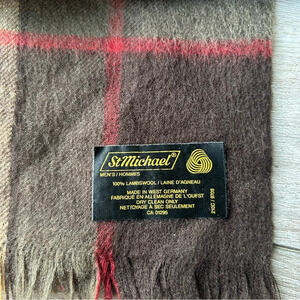 St Michael®
MEN'S / HOMMES
100% LAMBSWOOL / LAINE D'AGNEAU
MADE IN WEST GERMANY
FABRIQUÉ EN ALLEMAGNE DE L'OUEST
DRY CLEAN ONLY
NETTOYAGE À SEC SEULEMENT
CA 01295